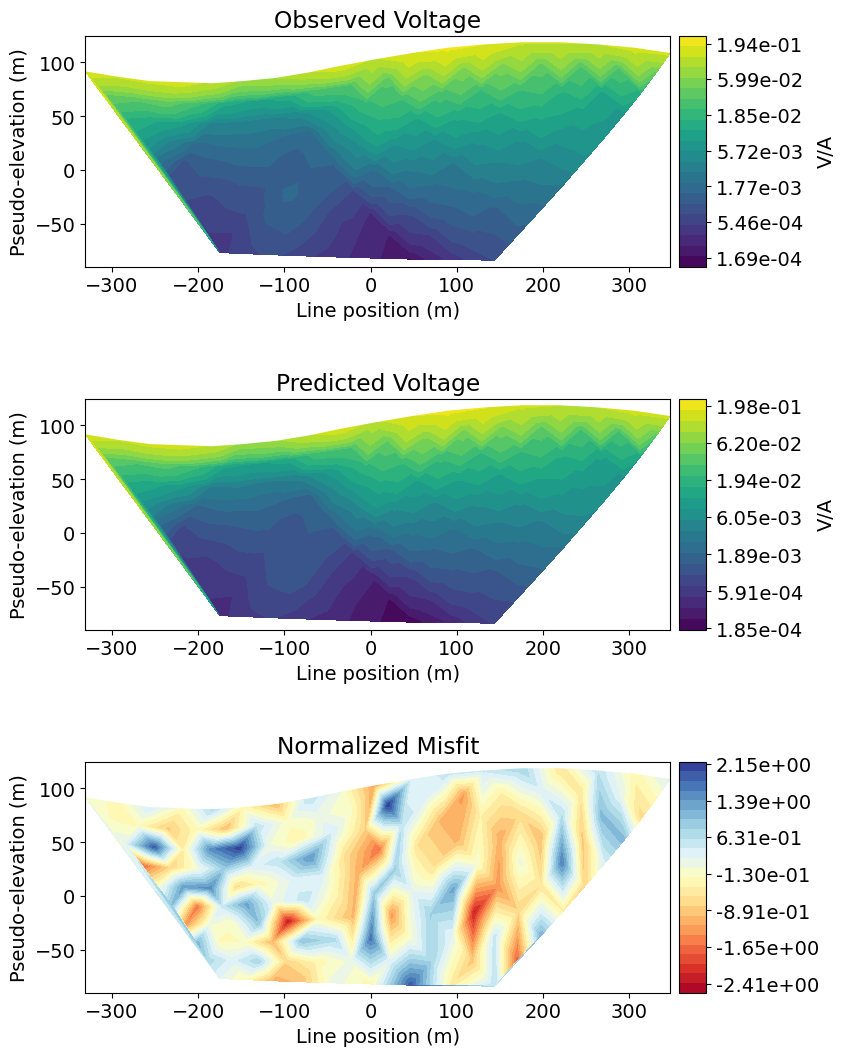 Observed Voltage
Pseudo-elevation (m)
100
50
0
−50
−300 −200 −100 0 100 200 300
Line position (m)
1.94e-01
5.99e-02
1.85e-02
5.72e-03
1.77e-03
5.46e-04
1.69e-04
V/A
Predicted Voltage
Pseudo-elevation (m)
100
50
0
−50
−300 −200 −100 0 100 200 300
Line position (m)
1.98e-01
6.20e-02
1.94e-02
6.05e-03
1.89e-03
5.91e-04
1.85e-04
V/A
Normalized Misfit
Pseudo-elevation (m)
100
50
0
−50
−300 −200 −100 0 100 200 300
Line position (m)
2.15e+00
1.39e+00
6.31e-01
-1.30e-01
-8.91e-01
-1.65e+00
-2.41e+00